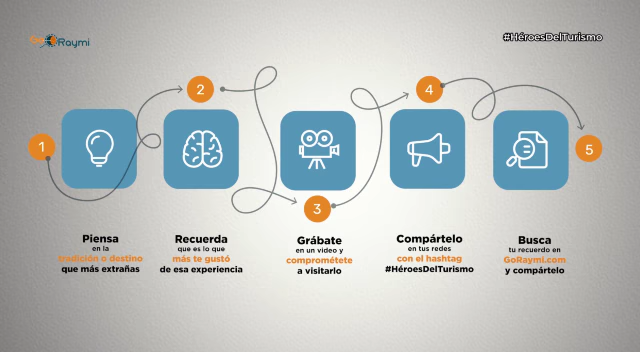 Go Raymi
#HéroesDelTurismo
1
2
3
4
5
Piensa
en la
tradición o destino
que más extrañas
Recuerda
que es lo que
más te gustó
de esa experiencia
Grábate
en un video y
comprométete
a visitarlo
Compártelo
en tus redes
con el hashtag
#HéroesDelTurismo
Busca
tu recuerdo en
GoRaymi.com
y compártelo